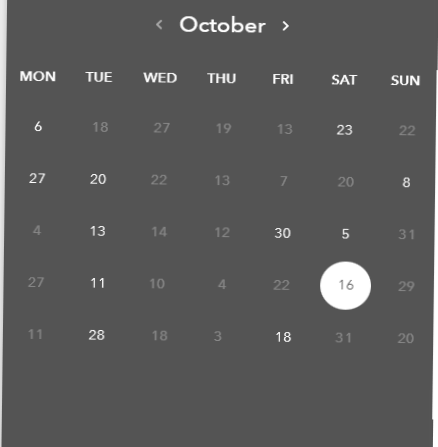 ‹ October ›
MON TUE WED THU FRI SAT SUN
6 18 27 19 13 23 22
27 20 22 13 7 20 8
4 13 14 12 30 5 31
27 11 10 4 22 16 29
11 28 18 3 18 31 20